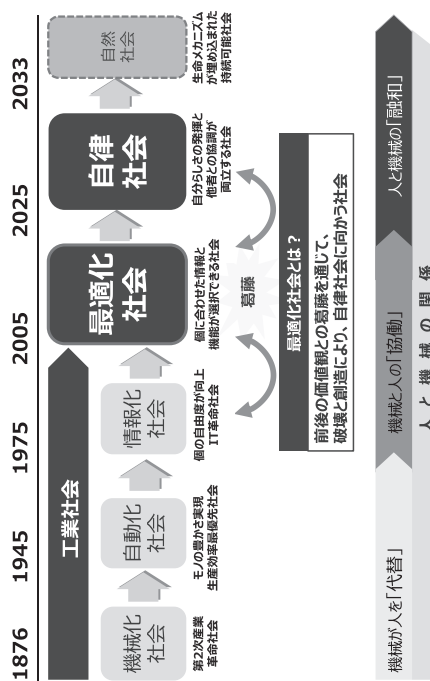 1876
1945
1975
2005
2025
2033
工業社会
機械化
社会
自動化
社会
情報化
社会
最適化
社会
自律
社会
自然
社会
第2次産業
革命社会
モノの豊かさ実現
生産効率最優先社会
個の自由度が向上
IT革命社会
個に合わせた情報と
機能が選択できる社会
自分らしさの発揮と
他者との協調が
両立する社会
生命メカニズム
が埋め込まれた
持続可能社会
葛藤
最適化社会とは？
前後の価値観との葛藤を通じて、
破壊と創造により、自律社会に向かう社会
機械が人を「代替」
機械と人の「協働」
人と機械の「融和」
人と機械の関係